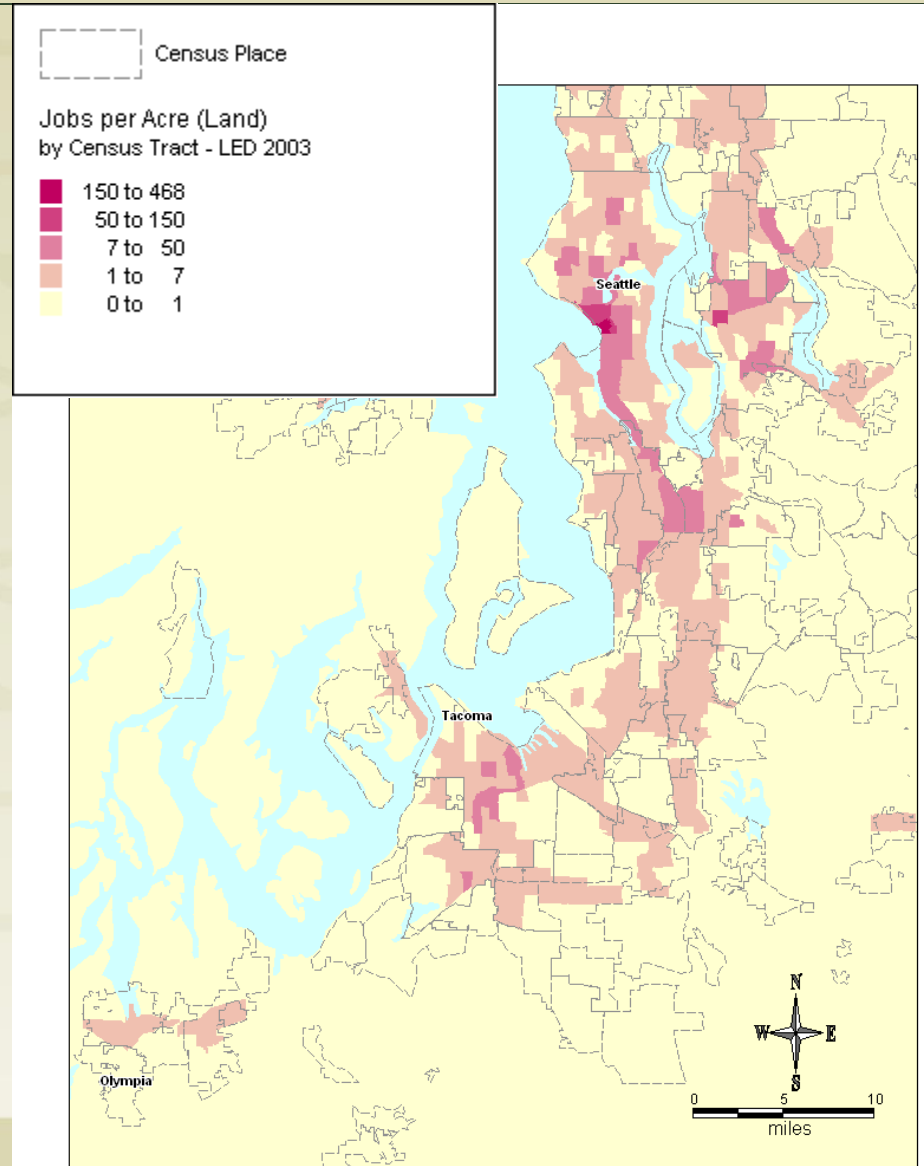 Census Place
Jobs per Acre (Land)
by Census Tract - LED 2003
150 to 468
50 to 150
7 to 50
1 to 7
0 to 1
Seattle
Tacoma
Olympia
N
W E
S
0 5 10
miles